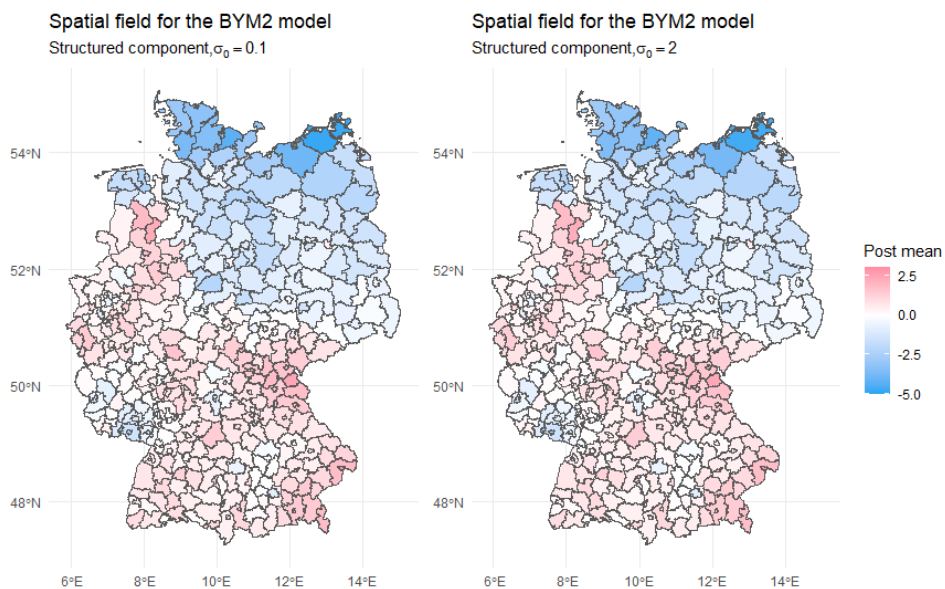 Spatial field for the BYM2 model
Structured component,σ₀ = 0.1
54°N
52°N
50°N
48°N
6°E 8°E 10°E 12°E 14°E
Spatial field for the BYM2 model
Structured component,σ₀ = 2
54°N
52°N
50°N
48°N
6°E 8°E 10°E 12°E 14°E
Post mean
2.5
0.0
-2.5
-5.0